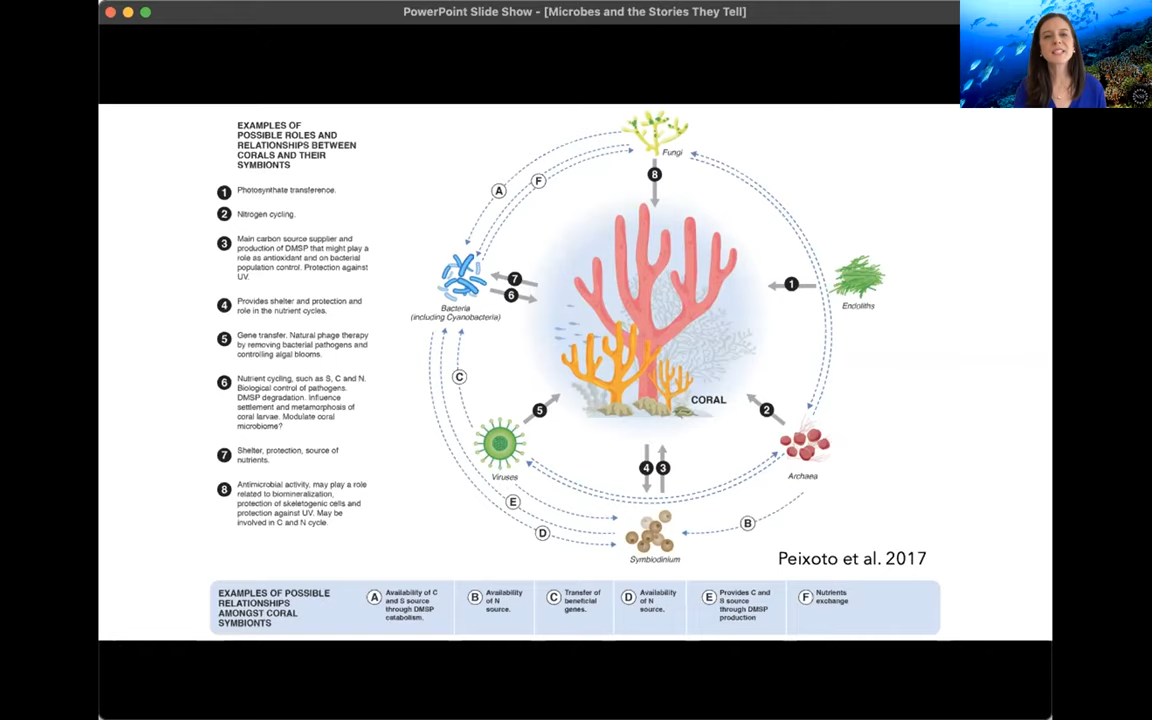 PowerPoint Slide Show - [Microbes and the Stories They Tell]
EXAMPLES OF
POSSIBLE ROLES AND
RELATIONSHIPS BETWEEN
CORALS AND THEIR
SYMBIONTS
1 Photosynthate transference.
2 Nitrogen cycling.
3 Main carbon source supplier and
production of DMSP that might play a
role as antioxidant and on bacterial
population control. Protection against
UV.
4 Provides shelter and protection and
role in the nutrient cycles.
5 Gene transfer. Natural phage therapy
by removing bacterial pathogens and
controlling algal blooms.
6 Nutrient cycling, such as S, C and N.
Biological control of pathogens.
DMSP degradation. Influence
settlement and metamorphosis of
coral larvae. Modulate coral
microbiome?
7 Shelter, protection, source of
nutrients.
8 Antimicrobial activity, may play a role
related to biomineralization,
protection of skeletogenic cells and
protection against UV. May be
involved in C and N cycle.
Fungi
8
A
F
7
6
Bacteria
(including Cyanobacteria)
1
Endoliths
C
CORAL
5
2
Viruses
4 3
Archaea
E
D
B
Symbiodinium
Peixoto et al. 2017
EXAMPLES OF POSSIBLE
RELATIONSHIPS
AMONGST CORAL
SYMBIONTS
A Availability of C
and S source
through DMSP
catabolism.
B Availability
of N
source.
C Transfer of
beneficial
genes.
D Availability
of N
source.
E Provides C and
S source
through DMSP
production
F Nutrients
exchange